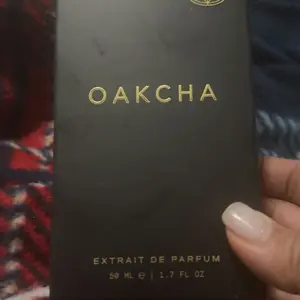 OAKCHA
EXTRAIT DE PARFUM
50 ML ℮ | 1.7 FL OZ